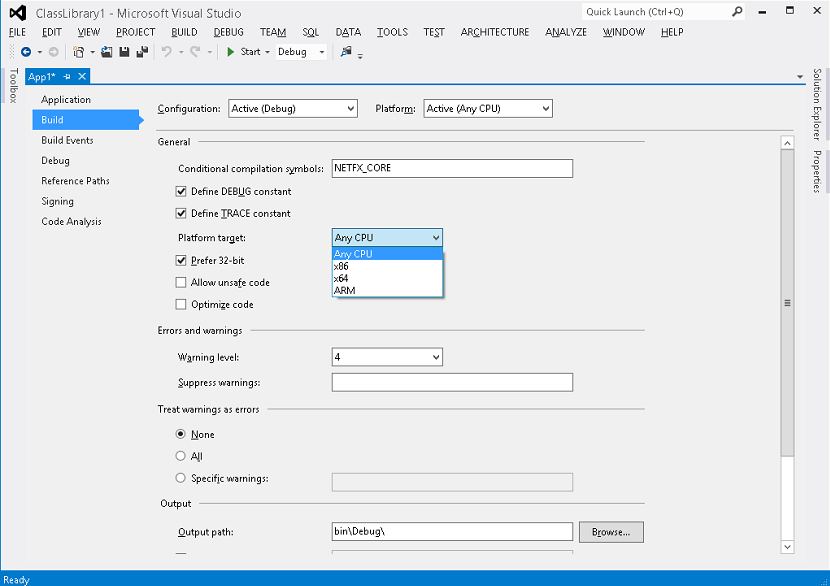 ClassLibrary1 - Microsoft Visual Studio
Quick Launch (Ctrl+Q)
FILE EDIT VIEW PROJECT BUILD DEBUG TEAM SQL DATA TOOLS TEST ARCHITECTURE ANALYZE WINDOW HELP
Start Debug
Toolbox
App1*
Solution Explorer
Properties
Application
Build
Build Events
Debug
Reference Paths
Signing
Code Analysis
Configuration: Active (Debug) Platform: Active (Any CPU)
General
Conditional compilation symbols: NETFX_CORE
Define DEBUG constant
Define TRACE constant
Platform target: Any CPU
Any CPU
x86
x64
ARM
Prefer 32-bit
Allow unsafe code
Optimize code
Errors and warnings
Warning level: 4
Suppress warnings:
Treat warnings as errors
None
All
Specific warnings:
Output
Output path: bin\Debug\ Browse...
Ready